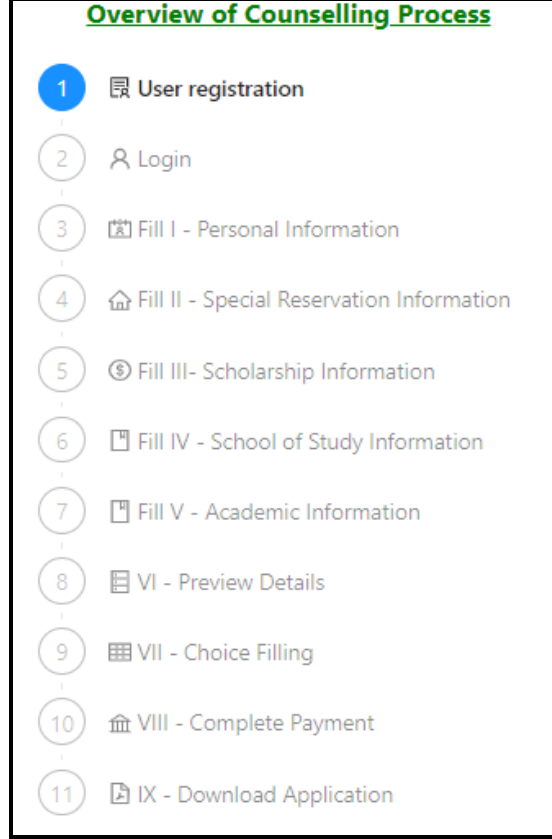 Overview of Counselling Process
1 User registration
2 Login
3 Fill I - Personal Information
4 Fill II - Special Reservation Information
5 Fill III- Scholarship Information
6 Fill IV - School of Study Information
7 Fill V - Academic Information
8 VI - Preview Details
9 VII - Choice Filling
10 VIII - Complete Payment
11 IX - Download Application